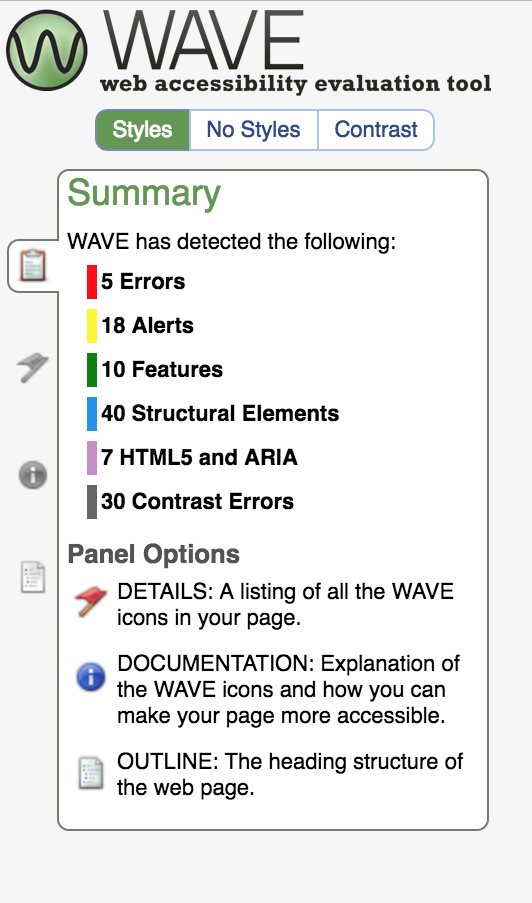 WAVE
web accessibility evaluation tool
Styles No Styles Contrast
Summary
WAVE has detected the following:
5 Errors
18 Alerts
10 Features
40 Structural Elements
7 HTML5 and ARIA
30 Contrast Errors
Panel Options
DETAILS: A listing of all the WAVE
icons in your page.
DOCUMENTATION: Explanation of
the WAVE icons and how you can
make your page more accessible.
OUTLINE: The heading structure of
the web page.